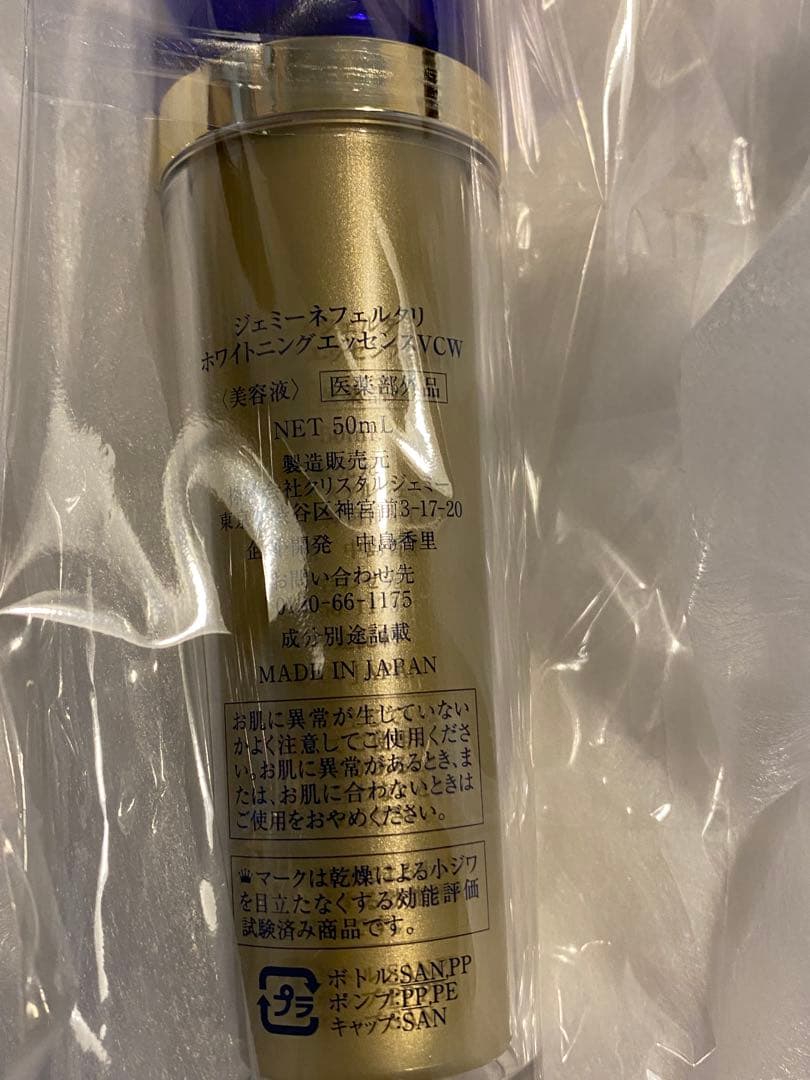 ジェミーネフェルタリ
ホワイトニングエッセンスVCW
〈美容液〉 医薬部外品
NET 50mL
製造販売元
社クリスタルジェミー
東京 谷区神宮前3-17-20
開発 中島香里
お問い合わせ先
0120-66-1175
成分別途記載
MADE IN JAPAN
お肌に異常が生じていない
かよく注意してご使用くださ
い。お肌に異常があるとき、ま
たは、お肌に合わないときは
ご使用をおやめください。
マークは乾燥による小ジワ
を目立たなくする効能評価
試験済み商品です。
プラ
ボトル:SAN,PP
ポンプ:PP,PE
キャップ:SAN